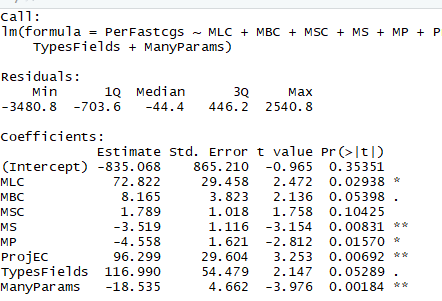 Call:
lm(formula = PerFastcgs ~ MLC + MBC + MSC + MS + MP + P
    TypesFields + ManyParams)
Residuals:
    Min      1Q  Median      3Q     Max
-3480.8  -703.6   -44.4   446.2  2540.8
Coefficients:
            Estimate Std. Error t value Pr(>|t|)
(Intercept) -835.068    865.210  -0.965  0.35351
MLC           72.822     29.458   2.472  0.02938 *
MBC            8.165      3.823   2.136  0.05398 .
MSC            1.789      1.018   1.758  0.10425
MS            -3.519      1.116  -3.154  0.00831 **
MP            -4.558      1.621  -2.812  0.01570 *
ProjEC        96.299     29.604   3.253  0.00692 **
TypesFields  116.990     54.479   2.147  0.05289 .
ManyParams   -18.535      4.662  -3.976  0.00184 **